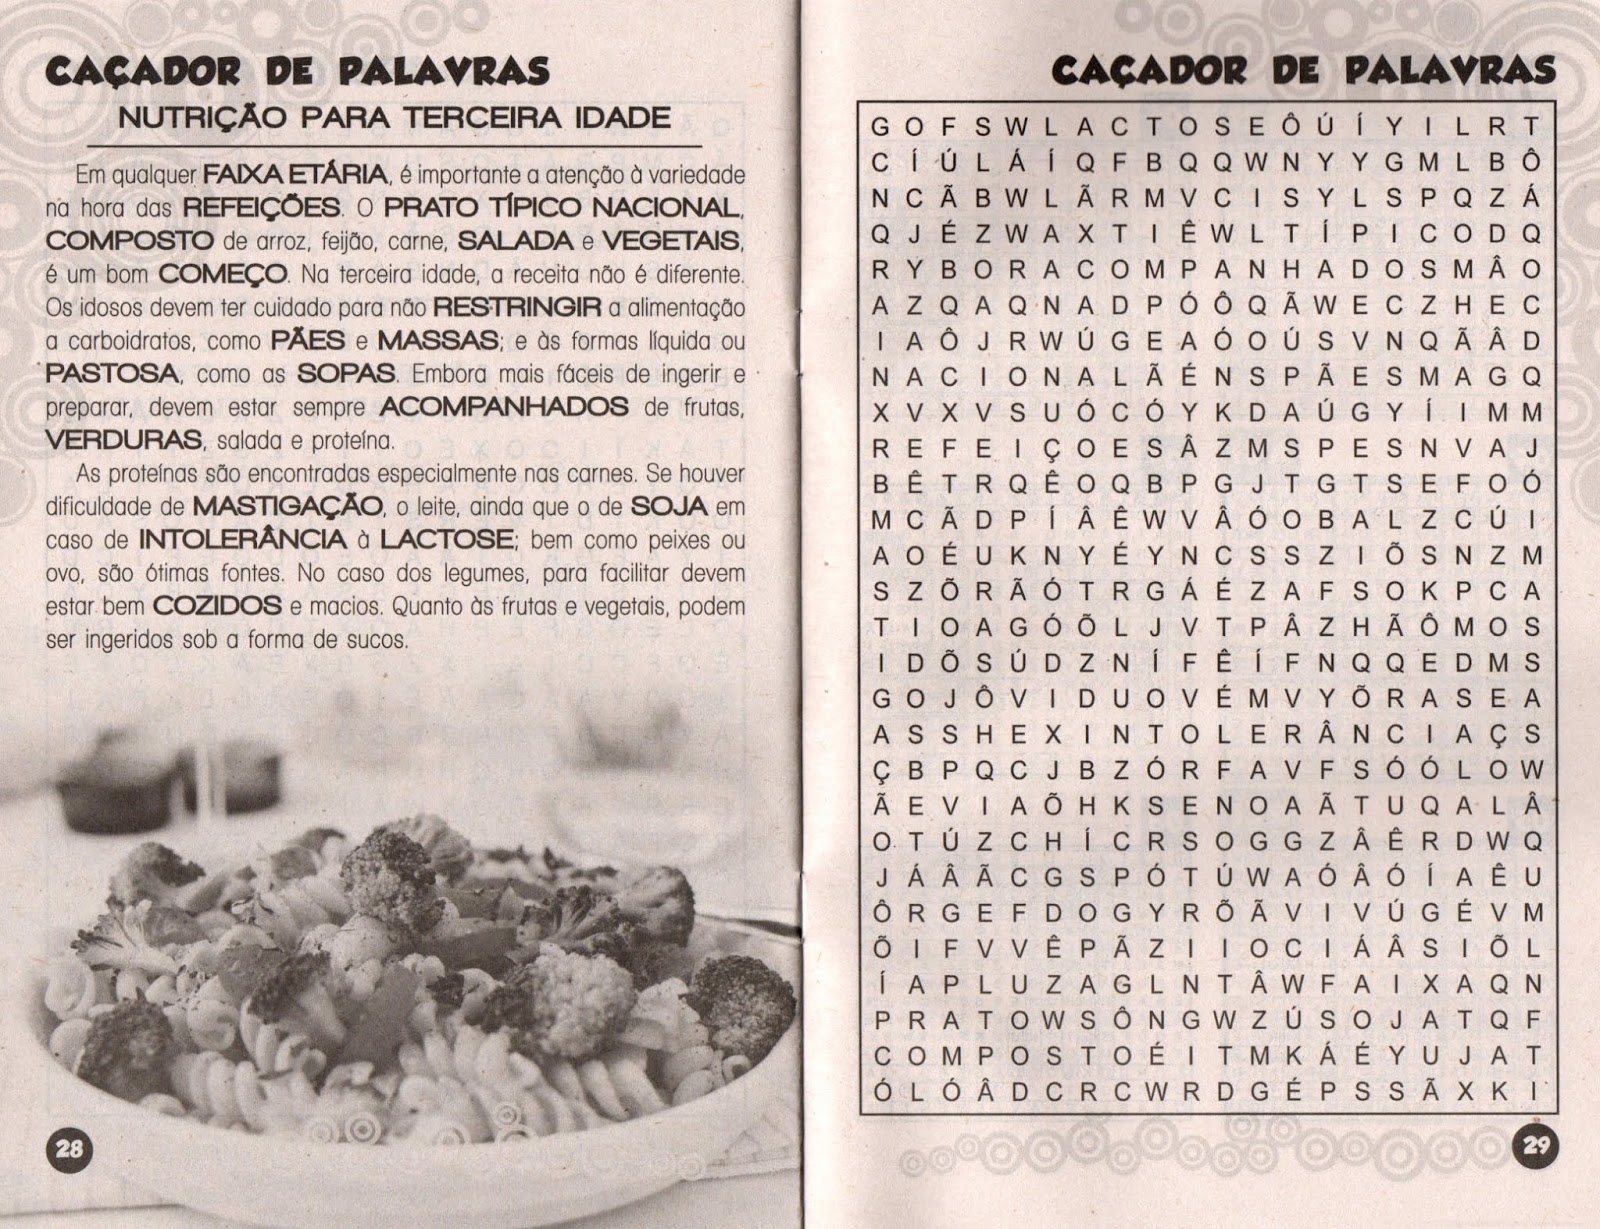 CAÇADOR DE PALAVRAS
NUTRIÇÃO PARA TERCEIRA IDADE
Em qualquer FAIXA ETÁRIA, é importante a atenção à variedade
na hora das REFEIÇÕES. O PRATO TÍPICO NACIONAL,
COMPOSTO de arroz, feijão, carne, SALADA e VEGETAIS,
é um bom COMEÇO. Na terceira idade, a receita não é diferente.
Os idosos devem ter cuidado para não RESTRINGIR a alimentação
a carboidratos, como PÃES e MASSAS; e às formas líquida ou
PASTOSA, como as SOPAS. Embora mais fáceis de ingerir e
preparar, devem estar sempre ACOMPANHADOS de frutas,
VERDURAS, salada e proteína.
As proteínas são encontradas especialmente nas carnes. Se houver
dificuldade de MASTIGAÇÃO, o leite, ainda que o de SOJA em
caso de INTOLERÂNCIA à LACTOSE; bem como peixes ou
ovo, são ótimas fontes. No caso dos legumes, para facilitar devem
estar bem COZIDOS e macios. Quanto às frutas e vegetais, podem
ser ingeridos sob a forma de sucos.
28
CAÇADOR DE PALAVRAS
G O F S W L A C T O S E Ô Ú Í Y I L R T
C Í Ú L Á Í Q F B Q Q W N Y Y G M L B Ô
N C Ã B W L Ã R M V C I S Y L S P Q Z Á
Q J É Z W A X T I Ê W L T Í P I C O D Q
R Y B O R A C O M P A N H A D O S M Â O
A Z Q A Q N A D P Ó Ô Q Ã W E C Z H E C
I A Ô J R W Ú G E A Ó O Ú S V N Q Ã Â D
N A C I O N A L Ã É N S P Ã E S M A G Q
X V X V S U Ó C Ó Y K D A Ú G Y Í I M M
R E F E I Ç O E S Â Z M S P E S N V A J
B Ê T R Q Ê O Q B P G J T G T S E F O Ó
M C Ã D P Í Â Ê W V Â Ó O B A L Z C Ú I
A O É U K N Y É Y N C S S Z I Õ S N Z M
S Z Õ R Ã Ó T R G Á É Z A F S O K P C A
T I O A G Ó Õ L J V T P Â Z H Ã Ô M O S
I D Õ S Ú D Z N Í F Ê Í F N Q Q E D M S
G O J Ô V I D U O V É M V Y Õ R A S E A
A S S H E X I N T O L E R Â N C I A Ç S
Ç B P Q C J B Z Ó R F A V F S Ó Ó L O W
Ã E V I A Õ H K S E N O A Ã T U Q A L Â
O T Ú Z C H Í C R S O G G Z Â Ê R D W Q
J Á Â Ã C G S P Ó T Ú W A Ó Â Ó Í A Ê U
Ô R G E F D O G Y R Õ Ã V I V Ú G É V M
Õ I F V V Ê P Ã Z I I O C I Á Â S I Õ L
Í A P L U Z A G L N T Â W F A I X A Q N
P R A T O W S Ô N G W Z Ú S O J A T Q F
C O M P O S T O É I T M K Á É Y U J A T
Ó L Ó Â D C R C W R D G É P S S Ã X K I
29